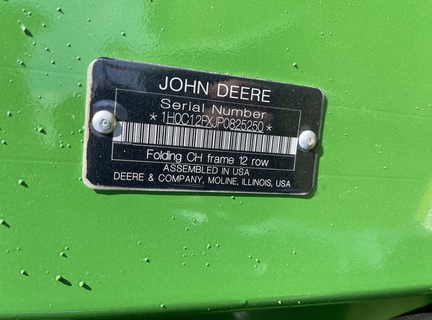 JOHN DEERE
Serial Number
*1H0C12FXJP0825250*
Folding CH frame 12 row
ASSEMBLED IN USA
DEERE & COMPANY, MOLINE, ILLINOIS, USA